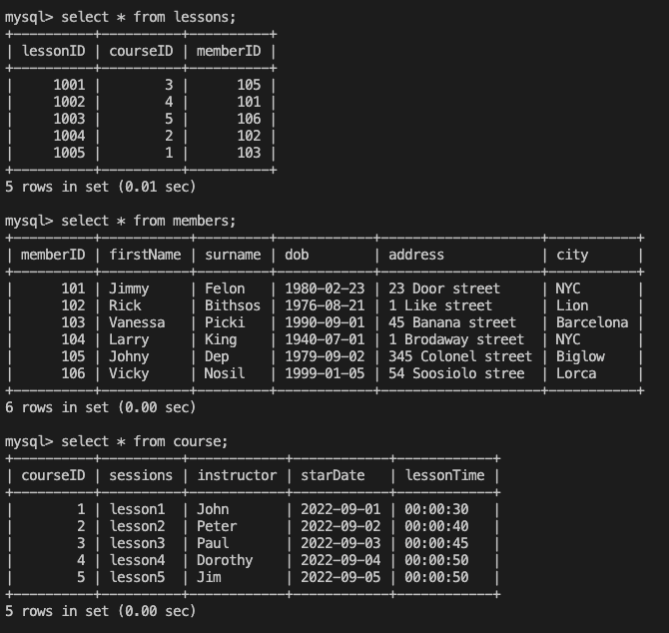 mysql> select * from lessons;
+----------+----------+----------+
| lessonID | courseID | memberID |
+----------+----------+----------+
|     1001 |        3 |      105 |
|     1002 |        4 |      101 |
|     1003 |        5 |      106 |
|     1004 |        2 |      102 |
|     1005 |        1 |      103 |
+----------+----------+----------+
5 rows in set (0.01 sec)
mysql> select * from members;
+----------+-----------+---------+------------+--------------------+-----------+
| memberID | firstName | surname | dob        | address            | city      |
+----------+-----------+---------+------------+--------------------+-----------+
|      101 | Jimmy     | Felon   | 1980-02-23 | 23 Door street     | NYC       |
|      102 | Rick      | Bithsos | 1976-08-21 | 1 Like street      | Lion      |
|      103 | Vanessa   | Picki   | 1990-09-01 | 45 Banana street   | Barcelona |
|      104 | Larry     | King    | 1940-07-01 | 1 Brodaway street  | NYC       |
|      105 | Johny     | Dep     | 1979-09-02 | 345 Colonel street | Biglow    |
|      106 | Vicky     | Nosil   | 1999-01-05 | 54 Soosiolo stree  | Lorca     |
+----------+-----------+---------+------------+--------------------+-----------+
6 rows in set (0.00 sec)
mysql> select * from course;
+----------+----------+------------+------------+------------+
| courseID | sessions | instructor | starDate   | lessonTime |
+----------+----------+------------+------------+------------+
|        1 | lesson1  | John       | 2022-09-01 | 00:00:30   |
|        2 | lesson2  | Peter      | 2022-09-02 | 00:00:40   |
|        3 | lesson3  | Paul       | 2022-09-03 | 00:00:45   |
|        4 | lesson4  | Dorothy    | 2022-09-04 | 00:00:50   |
|        5 | lesson5  | Jim        | 2022-09-05 | 00:00:50   |
+----------+----------+------------+------------+------------+
5 rows in set (0.00 sec)